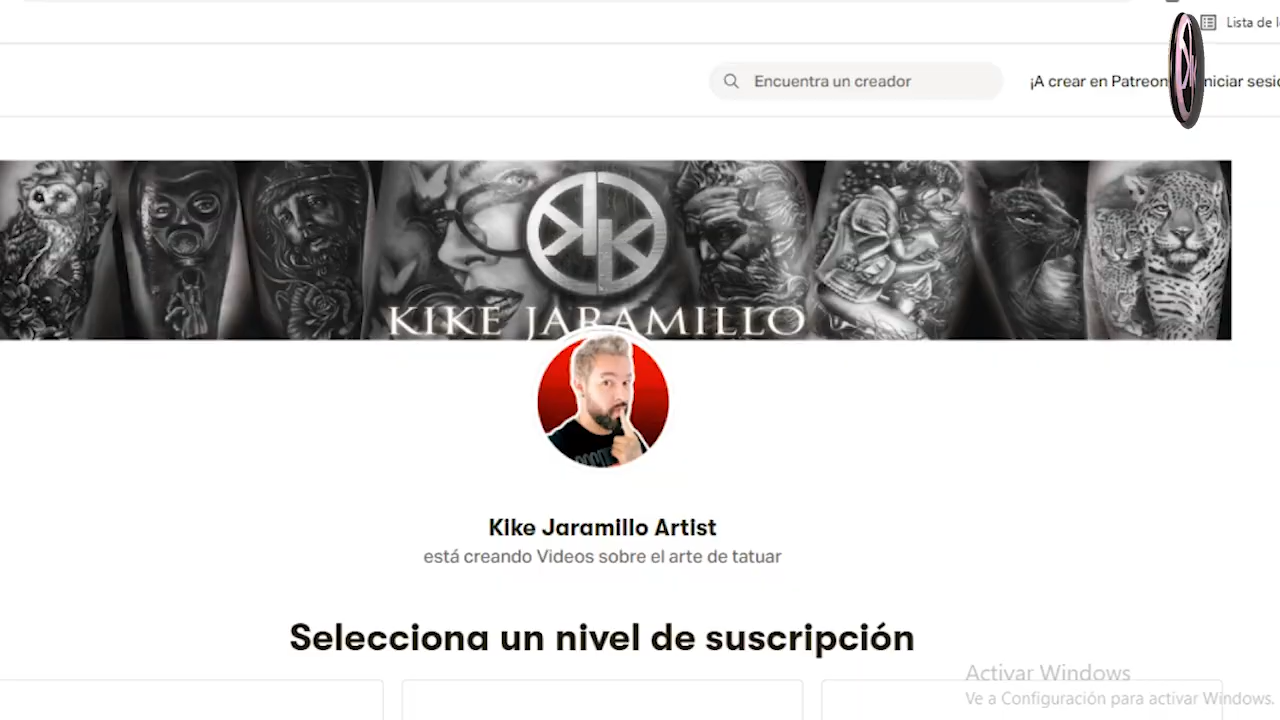 Lista de
Encuentra un creador
¡A crear en Patreon
niciar sesi
KIKE JARAMILLO
Kike Jaramillo Artist
está creando Videos sobre el arte de tatuar
Selecciona un nivel de suscripción
Activar Windows
Ve a Configuración para activar Windows.